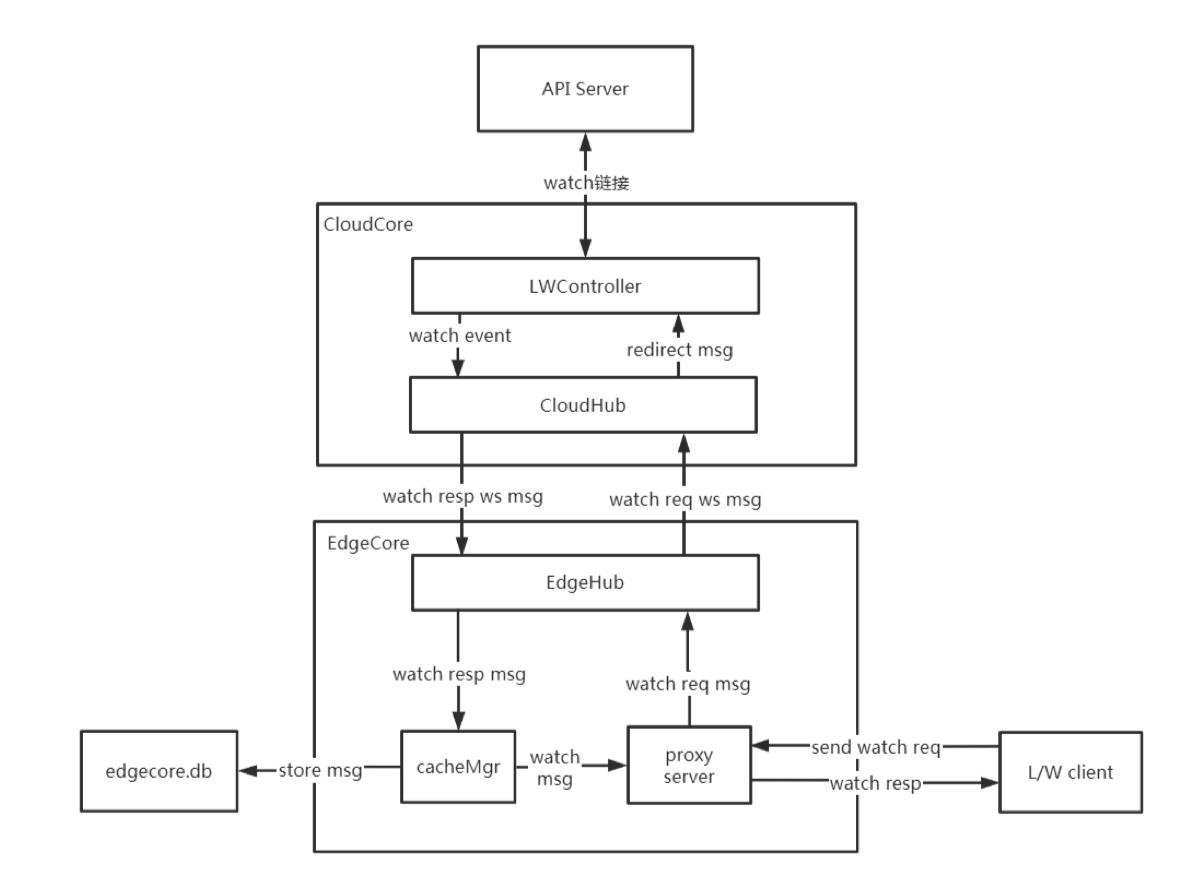 API Server
watch链接
CloudCore
LWController
watch event
redirect msg
CloudHub
watch resp ws msg
watch req ws msg
EdgeCore
EdgeHub
watch resp msg
watch req msg
edgecore.db
store msg
cacheMgr
watch
msg
proxy
server
send watch req
watch resp
L/W client